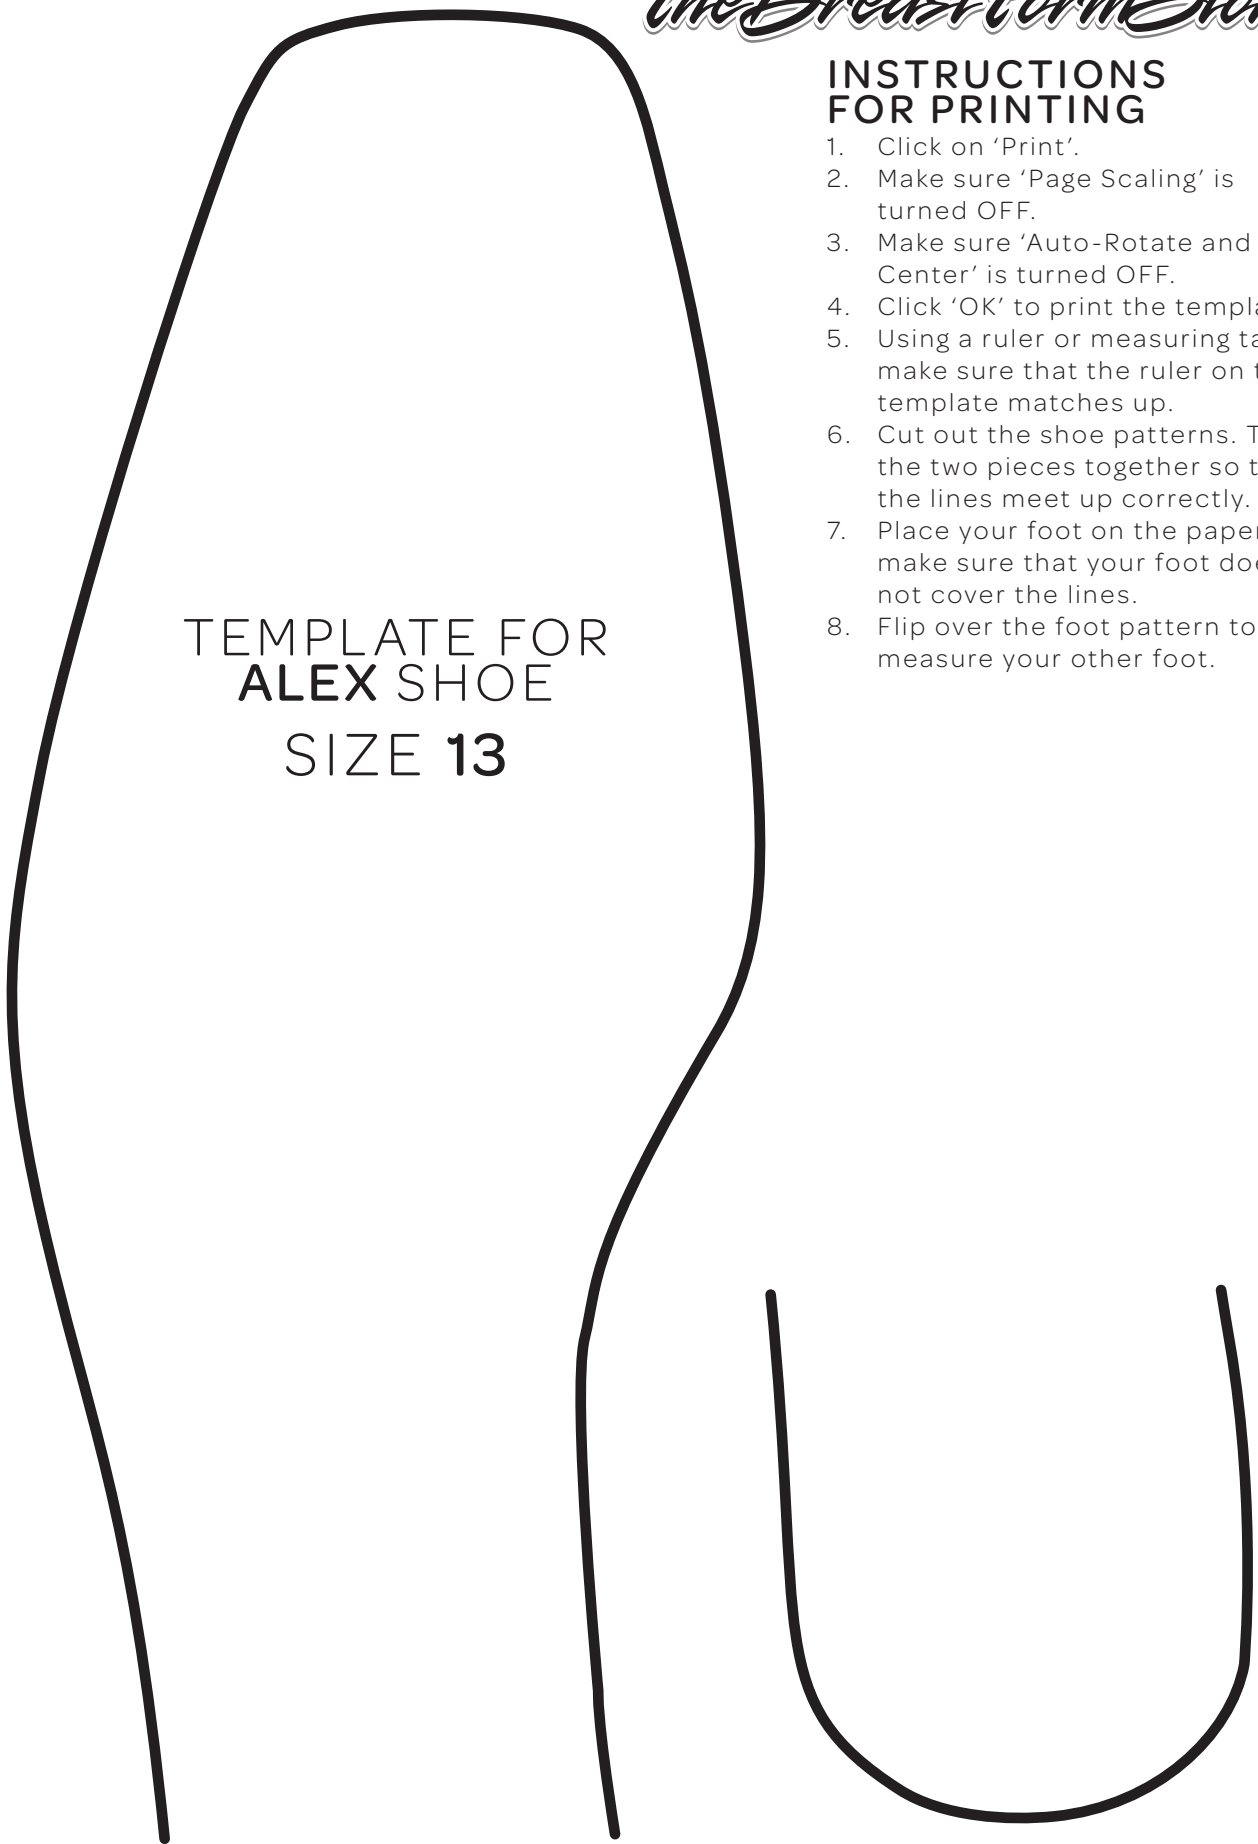 INSTRUCTIONS
FOR PRINTING
1. Click on ‘Print’.
2. Make sure ‘Page Scaling’ is
turned OFF.
3. Make sure ‘Auto-Rotate and
Center’ is turned OFF.
4. Click ‘OK’ to print the
5. Using a ruler or measuring
make sure that the ruler on
template matches up.
6. Cut out the shoe patterns.
the two pieces together so
the lines meet up correctly.
7. Place your foot on the paper
make sure that your foot
not cover the lines.
8. Flip over the foot pattern to
measure your other foot.
TEMPLATE FOR
ALEX SHOE
SIZE 13